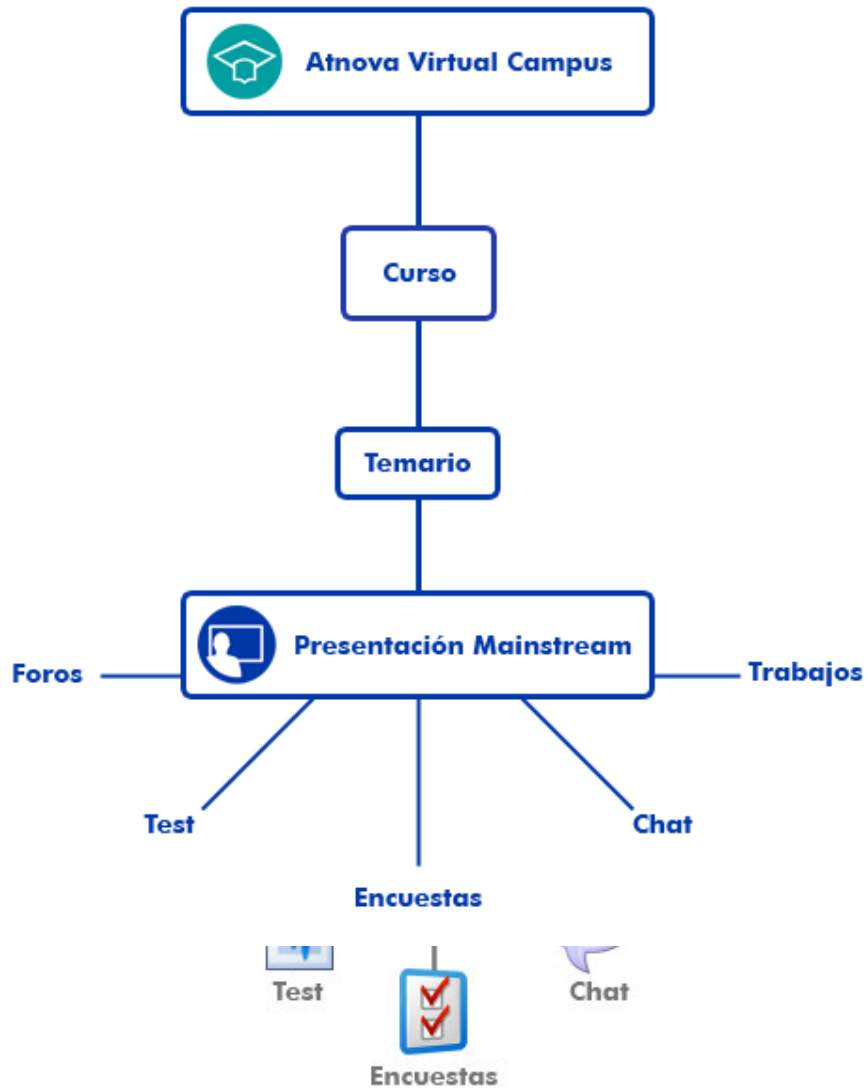 Atnova Virtual Campus
Curso
Temario
Presentación Mainstream
Foros
Trabajos
Test
Chat
Encuestas
Test
Chat
Encuestas